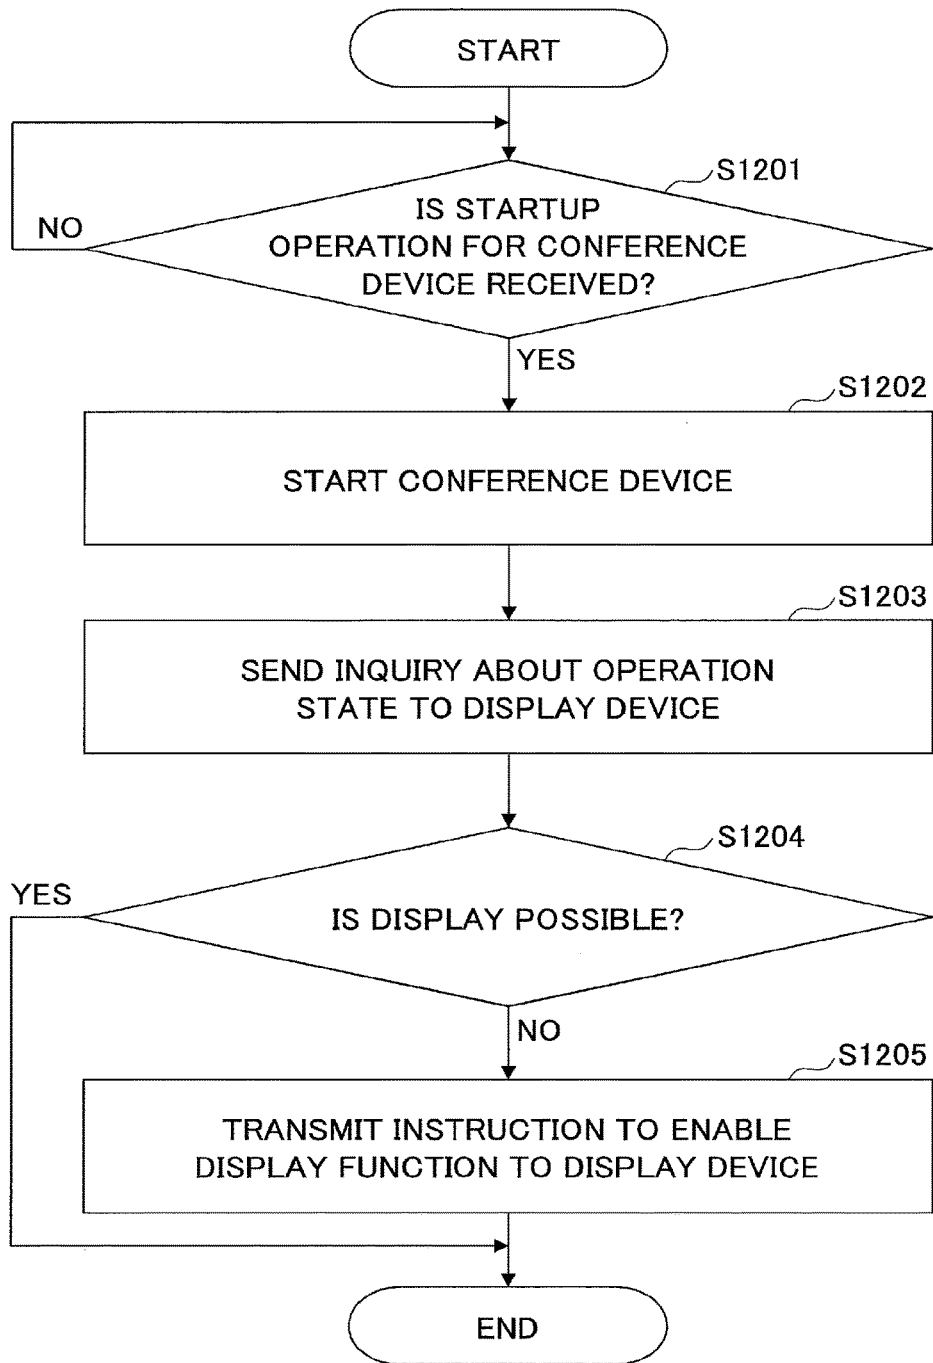 START
S1201
IS STARTUP
OPERATION FOR CONFERENCE
DEVICE RECEIVED?
NO
YES
S1202
START CONFERENCE DEVICE
S1203
SEND INQUIRY ABOUT OPERATION
STATE TO DISPLAY DEVICE
S1204
YES
IS DISPLAY POSSIBLE?
NO
S1205
TRANSMIT INSTRUCTION TO ENABLE
DISPLAY FUNCTION TO DISPLAY DEVICE
END